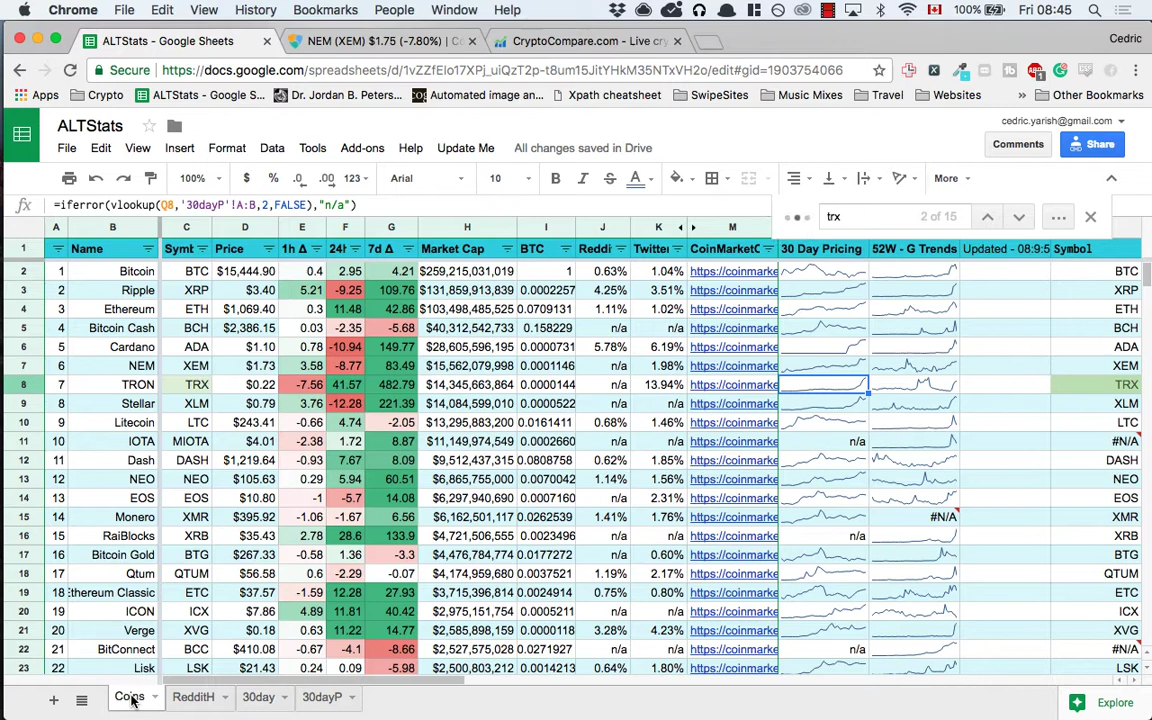 Chrome File Edit View History Bookmarks People Window Help 100% Fri 08:45
ALTStats - Google Sheets NEM (XEM) $1.75 (-7.80%) | Co CryptoCompare.com - Live cry Cedric
Secure https://docs.google.com/spreadsheets/d/1vZZfElo17XPj_uiQzT2p-t8um15JitYHkM35NTxVH2o/edit#gid=1903754066
Apps Crypto ALTStats - Google S... Dr. Jordan B. Peters... Automated image an... Xpath cheatsheet SwipeSites Music Mixes Travel Websites » Other Bookmarks
ALTStats cedric.yarish@gmail.com
File Edit View Insert Format Data Tools Add-ons Help Update Me All changes saved in Drive Comments Share
100% $ % .0 .00 123 Arial 10 B I S A More
fx =iferror(vlookup(Q8,'30dayP'!A:B,2,FALSE),"n/a") trx 2 of 15
A B C D E F G H I J K M
1 Name Symb Price 1h Δ 24h 7d Δ Market Cap BTC Reddi Twitte CoinMarketC 30 Day Pricing 52W - G Trends Updated - 08:9:5 Symbol
2 1 Bitcoin BTC $15,444.90 0.4 2.95 4.21 $259,215,031,019 1 0.63% 1.04% https://coinmarke BTC
3 2 Ripple XRP $3.40 5.21 -9.25 109.76 $131,859,913,839 0.0002257 4.25% 3.51% https://coinmarke XRP
4 3 Ethereum ETH $1,069.40 0.3 11.48 42.86 $103,498,485,515 0.0709131 1.11% 1.02% https://coinmarke ETH
5 4 Bitcoin Cash BCH $2,386.15 0.03 -2.35 -5.68 $40,312,542,733 0.158229 n/a n/a https://coinmarke BCH
6 5 Cardano ADA $1.10 0.78 -10.94 149.77 $28,605,595,195 0.0000731 5.78% 6.19% https://coinmarke ADA
7 6 NEM XEM $1.73 3.58 -8.77 83.49 $15,562,079,998 0.0001146 n/a 1.98% https://coinmarke XEM
8 7 TRON TRX $0.22 -7.56 41.57 482.79 $14,345,663,864 0.0000144 n/a 13.94% https://coinmarke TRX
9 8 Stellar XLM $0.79 3.76 -12.28 221.39 $14,084,599,010 0.0000522 n/a n/a https://coinmarke XLM
10 9 Litecoin LTC $243.41 -0.66 4.74 -2.05 $13,295,883,220 0.0161411 0.68% 1.46% https://coinmarke LTC
11 10 IOTA MIOTA $4.01 -2.38 1.72 8.87 $11,149,974,549 0.0002660 n/a n/a https://coinmarke n/a #N/A
12 11 Dash DASH $1,219.64 -0.93 7.67 8.09 $9,512,437,315 0.0808758 0.62% 1.85% https://coinmarke DASH
13 12 NEO NEO $105.63 0.29 5.94 60.51 $6,865,755,000 0.0070042 1.14% 1.56% https://coinmarke NEO
14 13 EOS EOS $10.80 -1 -5.7 14.08 $6,297,940,690 0.0007160 n/a 2.31% https://coinmarke EOS
15 14 Monero XMR $395.92 -1.06 -1.67 6.56 $6,162,501,117 0.0262539 1.41% 1.76% https://coinmarke #N/A XMR
16 15 RaiBlocks XRB $35.43 2.78 28.6 133.9 $4,721,506,555 0.0023496 n/a n/a https://coinmarke n/a XRB
17 16 Bitcoin Gold BTG $267.33 -0.58 1.36 -3.3 $4,476,784,774 0.0177272 n/a 0.60% https://coinmarke BTG
18 17 Qtum QTUM $56.58 0.6 -2.29 -0.07 $4,174,959,680 0.0037521 1.19% 2.17% https://coinmarke QTUM
19 18 Ethereum Classic ETC $37.57 -1.59 12.28 27.93 $3,715,396,814 0.0024914 0.75% 0.80% https://coinmarke ETC
20 19 ICON ICX $7.86 4.89 11.81 40.42 $2,975,151,754 0.0005210 n/a n/a https://coinmarke ICX
21 20 Verge XVG $0.18 0.63 11.22 14.77 $2,585,898,159 0.0000118 3.28% 4.23% https://coinmarke XVG
22 21 BitConnect BCC $410.08 -0.67 -4.1 -8.66 $2,527,575,028 0.0271927 n/a n/a https://coinmarke #N/A
23 22 Lisk LSK $21.43 0.24 0.09 -5.98 $2,500,803,212 0.0014213 0.64% 1.80% https://coinmarke LSK
Coins RedditH 30day 30dayP Explore